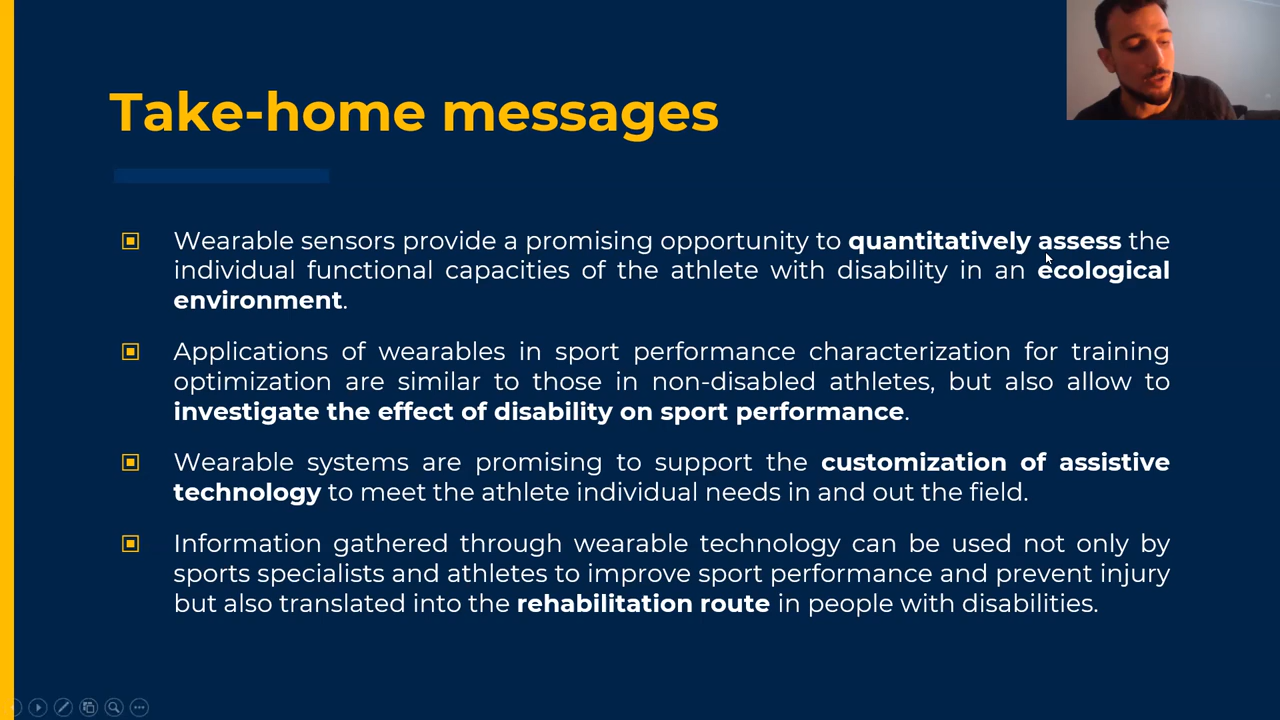 Take-home messages
Wearable sensors provide a promising opportunity to quantitatively assess the
individual functional capacities of the athlete with disability in an ecological
environment.
Applications of wearables in sport performance characterization for training
optimization are similar to those in non-disabled athletes, but also allow to
investigate the effect of disability on sport performance.
Wearable systems are promising to support the customization of assistive
technology to meet the athlete individual needs in and out the field.
Information gathered through wearable technology can be used not only by
sports specialists and athletes to improve sport performance and prevent injury
but also translated into the rehabilitation route in people with disabilities.